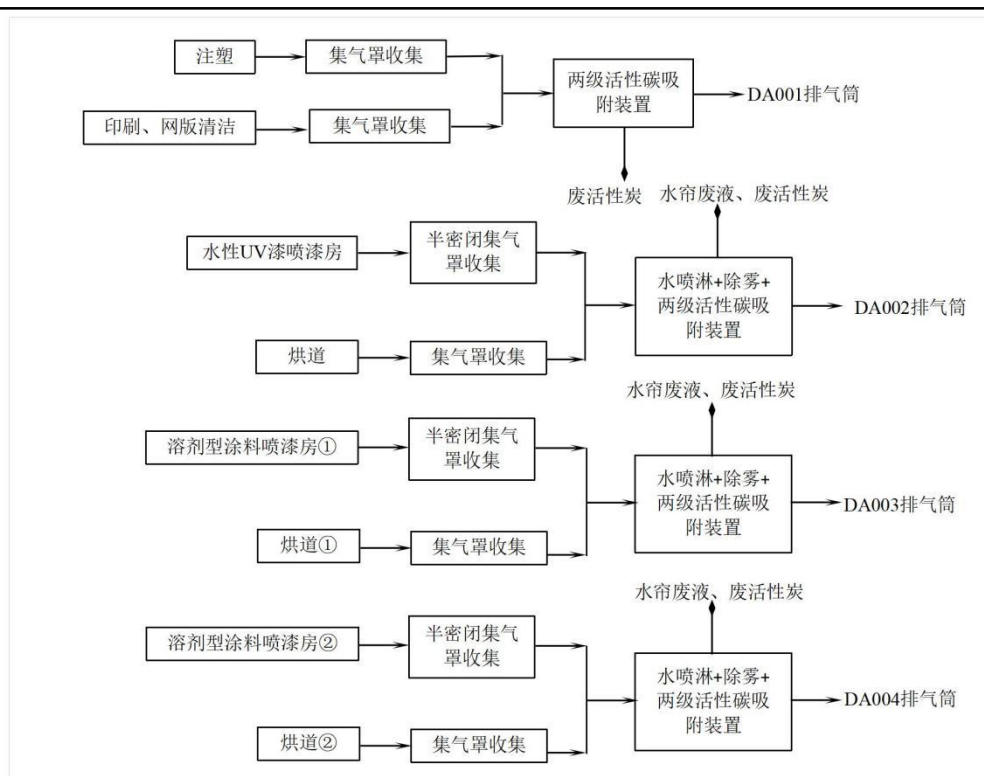 注塑
集气罩收集
印刷、网版清洁
集气罩收集
两级活性碳吸
附装置
DA001排气筒
废活性炭
水帘废液、废活性炭
水性UV漆喷漆房
半密闭集气
罩收集
烘道
集气罩收集
水喷淋+除雾+
两级活性碳吸
附装置
DA002排气筒
水帘废液、废活性炭
溶剂型涂料喷漆房①
半密闭集气
罩收集
烘道①
集气罩收集
水喷淋+除雾+
两级活性碳吸
附装置
DA003排气筒
水帘废液、废活性炭
溶剂型涂料喷漆房②
半密闭集气
罩收集
烘道②
集气罩收集
水喷淋+除雾+
两级活性碳吸
附装置
DA004排气筒